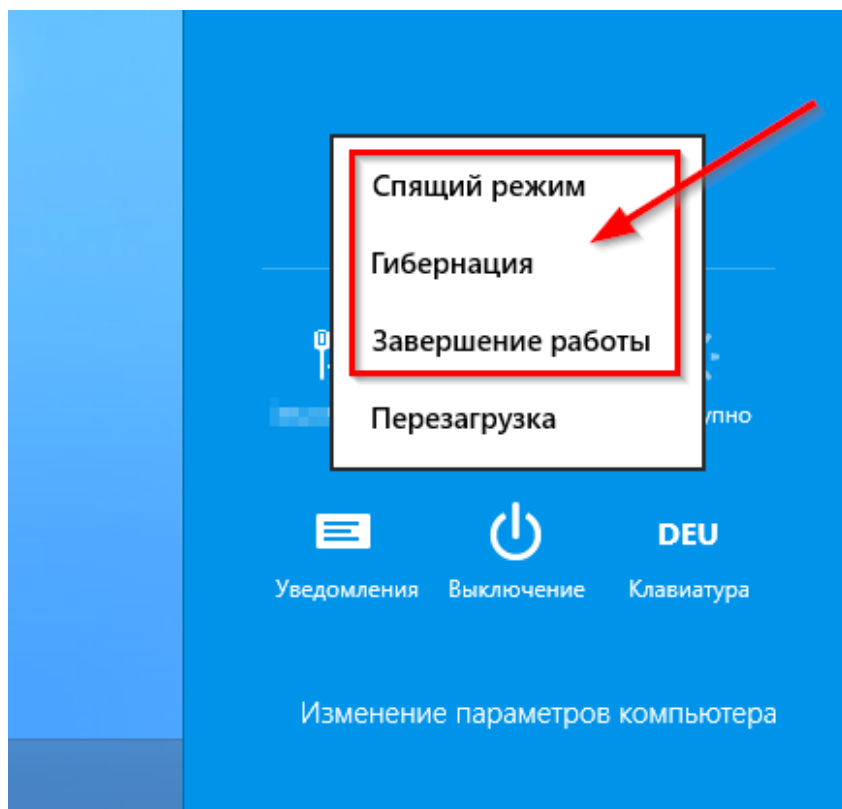 Спящий режим
Гибернация
Завершение работы
Перезагрузка
DEU
Уведомления Выключение Клавиатура
Изменение параметров компьютера